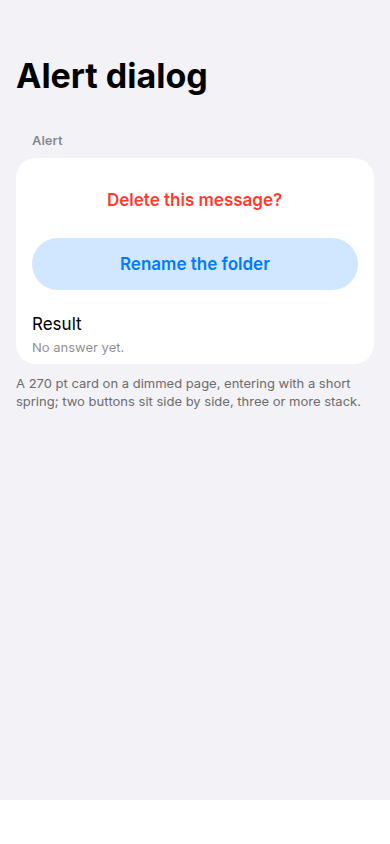 Alert dialog
Alert
Delete this message?
Rename the folder
Result
No answer yet.
A 270 pt card on a dimmed page, entering with a short
spring; two buttons sit side by side, three or more stack.